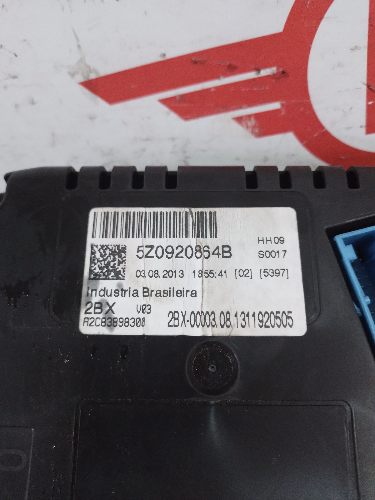 5Z0920864B
HH09
S0017
03.08.2013 18:55:41 [02] [5397]
Industria Brasileira
2BX V03
A2C83898300
2BX-00003.08.1311920505